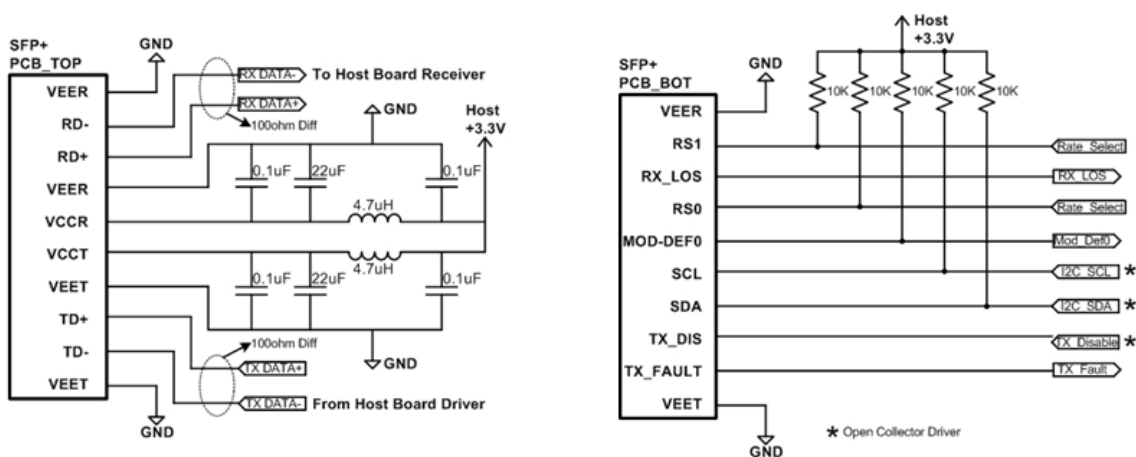 SFP+
PCB_TOP
GND
VEER
RD-
RD+
VEER
VCCR
VCCT
VEET
TD+
TD-
VEET
RX DATA-
To Host Board Receiver
RX DATA+
100ohm Diff
GND
Host
+3.3V
0.1uF
22uF
0.1uF
4.7uH
4.7uH
0.1uF
22uF
0.1uF
100ohm Diff
GND
TX DATA+
TX DATA-
From Host Board Driver
GND
SFP+
PCB_BOT
GND
Host
+3.3V
10K
10K
10K
10K
10K
VEER
RS1
Rate_Select
RX_LOS
RX_LOS
RS0
Rate_Select
MOD-DEF0
Mod_Def0
SCL
I2C_SCL *
SDA
I2C_SDA *
TX_DIS
TX_Disable *
TX_FAULT
TX_Fault
VEET
GND
* Open Collector Driver